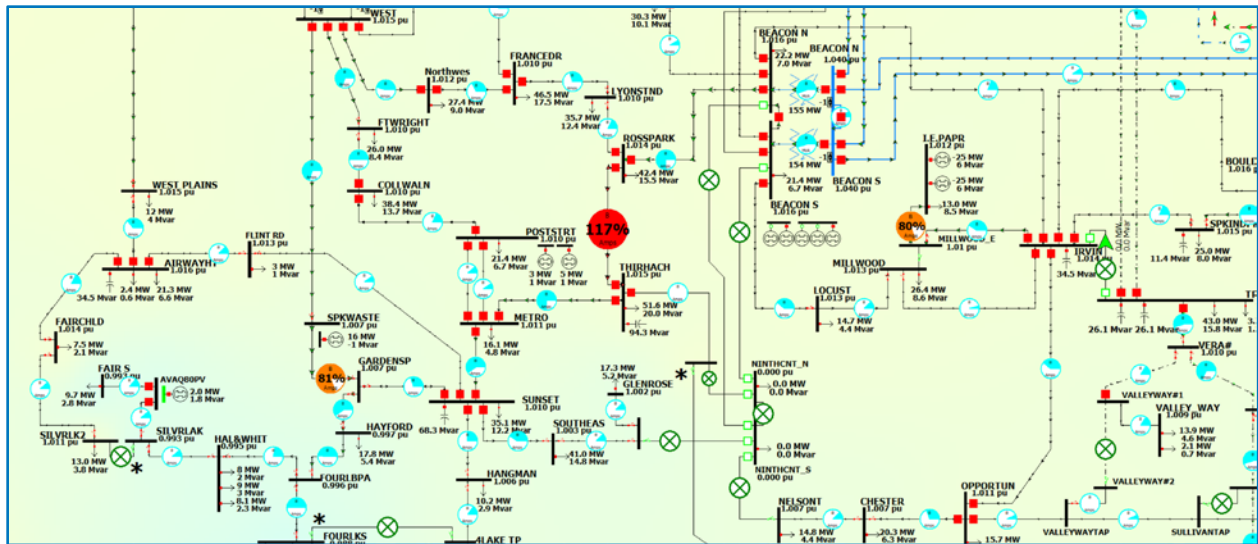 WEST
1.015 pu
30.3 MW
10.1 Mvar
BEACON N
1.016 pu
22.2 MW
7.0 Mvar
BEACON N
1.040 pu
FRANCEDR
1.010 pu
Northwes
1.012 pu
46.5 MW
17.5 Mvar
27.4 MW
9.0 Mvar
LYONSTND
1.010 pu
35.7 MW
12.4 Mvar
155 MW
FTWRIGHT
1.010 pu
26.0 MW
8.4 Mvar
ROSSPARK
1.014 pu
42.4 MW
15.5 Mvar
154 MW
I.E.PAPR
1.012 pu
-25 MW
6 Mvar
-25 MW
6 Mvar
13.0 MW
8.5 Mvar
BOULD
1.016
21.4 MW
6.7 Mvar
BEACON S
1.040 pu
BEACON S
1.016 pu
WEST PLAINS
1.015 pu
12 MW
4 Mvar
COLLWALN
1.010 pu
38.4 MW
13.7 Mvar
117%
Amps
80%
MILLWOOD_E
1.01 pu
IRVIN
1.014 pu
34.5 Mvar
0.0 MW
0.0 Mvar
1.015 pu
25.0 MW
8.0 Mvar
11.4 Mvar
FLINT RD
1.013 pu
3 MW
1 Mvar
POSTSTRT
1.010 pu
21.4 MW
6.7 Mvar
3 MW
1 Mvar
5 MW
1 Mvar
AIRWAYHT
1.016 pu
34.5 Mvar
2.4 MW
0.6 Mvar
21.3 MW
6.6 Mvar
THIRHACH
1.015 pu
51.6 MW
20.0 Mvar
94.3 Mvar
MILLWOOD
1.013 pu
26.4 MW
8.6 Mvar
LOCUST
1.013 pu
14.7 MW
4.4 Mvar
26.1 Mvar
26.1 Mvar
43.0 MW
15.8 Mvar
FAIRCHLD
1.014 pu
7.5 MW
2.1 Mvar
SPKWASTE
1.007 pu
16 MW
-1 Mvar
METRO
1.011 pu
16.1 MW
4.8 Mvar
VERA#
1.010 pu
FAIR S
0.993 pu
9.7 MW
2.8 Mvar
AVAQ80PV
2.0 MW
1.8 Mvar
81%
GARDENSP
1.007 pu
*
17.3 MW
5.2 Mvar
GLENROSE
1.002 pu
NINTHCNT_N
0.000 pu
0.0 MW
0.0 Mvar
VALLEYWAY#1
VALLEY_WAY
1.009 pu
13.9 MW
4.6 Mvar
2.1 MW
0.7 Mvar
SUNSET
1.010 pu
68.3 Mvar
35.1 MW
12.2 Mvar
SOUTHEAS
1.003 pu
41.0 MW
14.8 Mvar
0.0 MW
0.0 Mvar
NINTHCNT_S
0.000 pu
SILVRLK2
1.011 pu
13.0 MW
3.8 Mvar
*
SILVRLAK
0.993 pu
HAL&WHIT
0.995 pu
8 MW
2 Mvar
9 MW
3 Mvar
8.1 MW
2.3 Mvar
HAYFORD
0.997 pu
17.8 MW
5.4 Mvar
FOURLBPA
0.996 pu
HANGMAN
1.006 pu
10.2 MW
2.9 Mvar
*
FOURLKS
4LAKE TP
NELSONT
1.007 pu
14.8 MW
4.4 Mvar
CHESTER
1.007 pu
20.3 MW
6.3 Mvar
OPPORTUN
1.011 pu
15.7 MW
VALLEYWAY#2
VALLEYWAYTAP
SULLIVANTAP